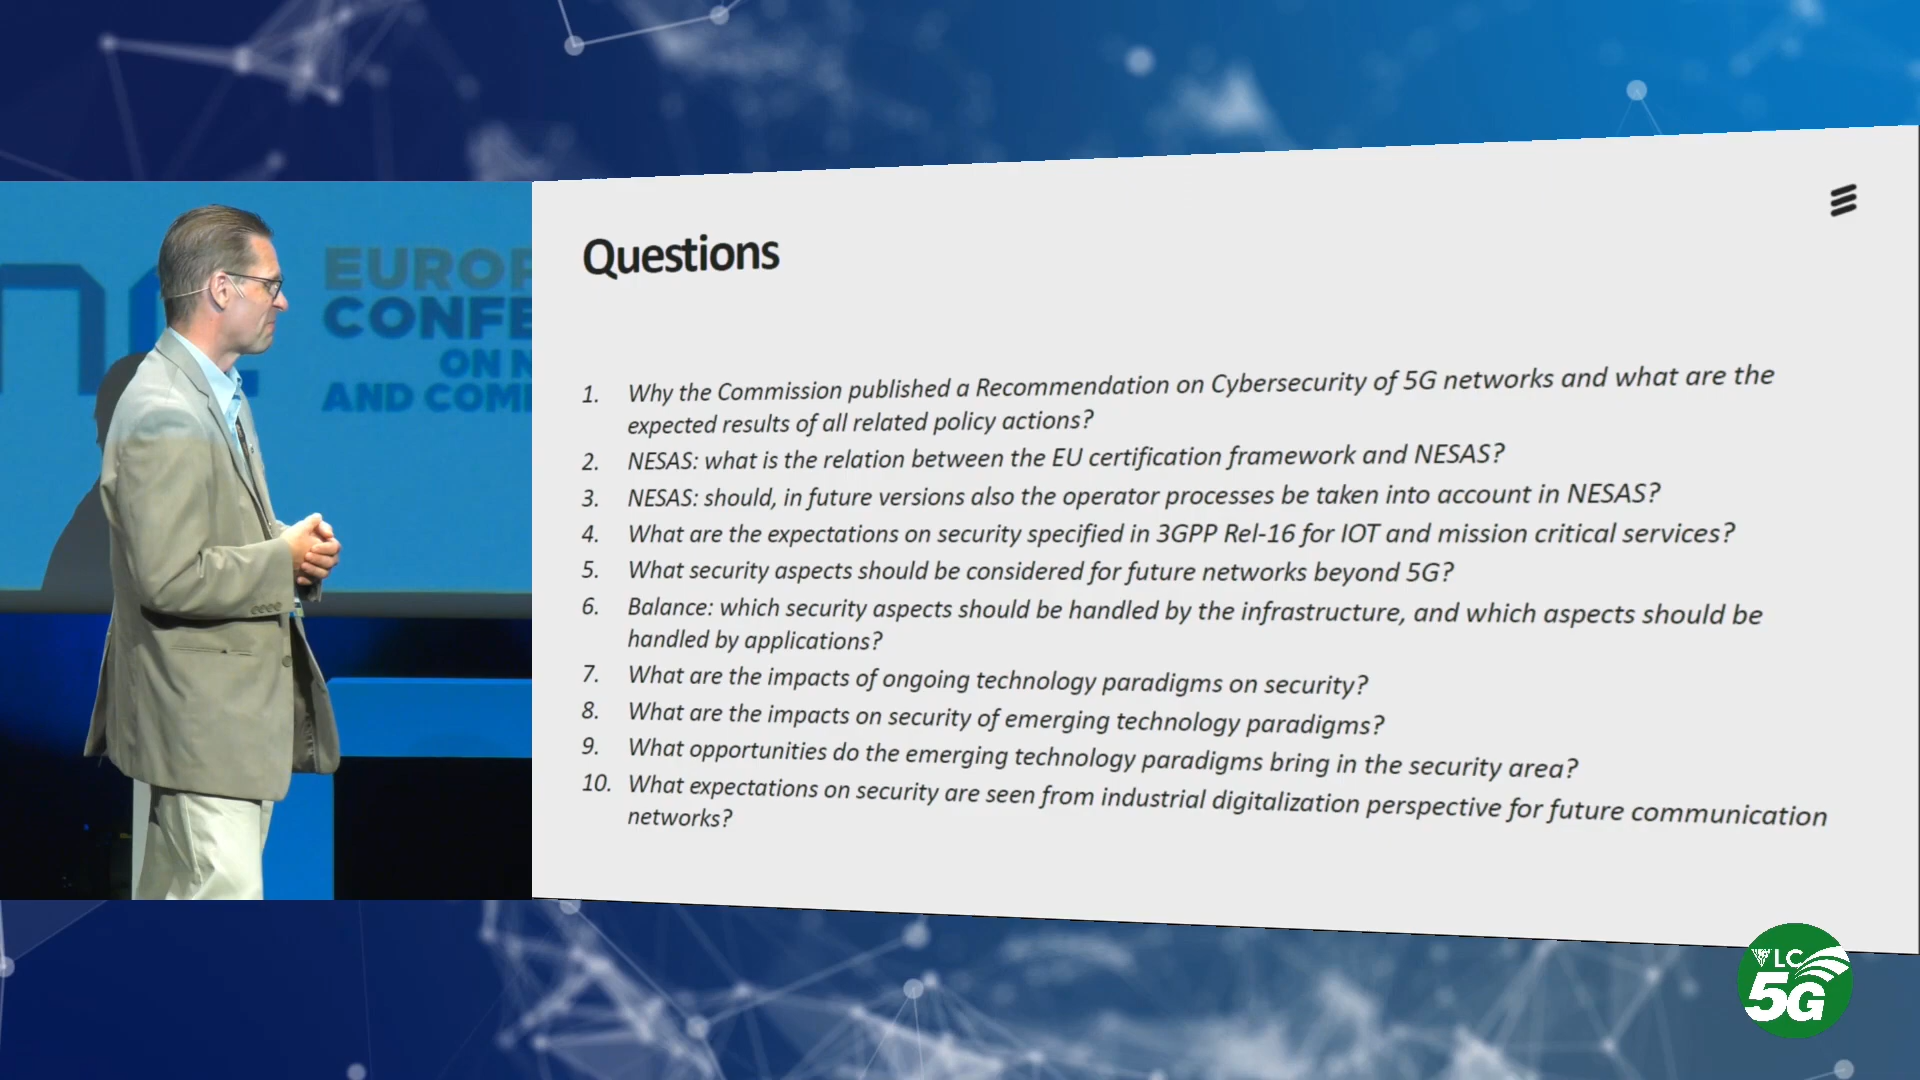 EUROP
CONFE
ON N
AND COM
Questions
1. Why the Commission published a Recommendation on Cybersecurity of 5G networks and what are the
expected results of all related policy actions?
2. NESAS: what is the relation between the EU certification framework and NESAS?
3. NESAS: should, in future versions also the operator processes be taken into account in NESAS?
4. What are the expectations on security specified in 3GPP Rel-16 for IOT and mission critical services?
5. What security aspects should be considered for future networks beyond 5G?
6. Balance: which security aspects should be handled by the infrastructure, and which aspects should be
handled by applications?
7. What are the impacts of ongoing technology paradigms on security?
8. What are the impacts on security of emerging technology paradigms?
9. What opportunities do the emerging technology paradigms bring in the security area?
10. What expectations on security are seen from industrial digitalization perspective for future communication
networks?
VLC
5G